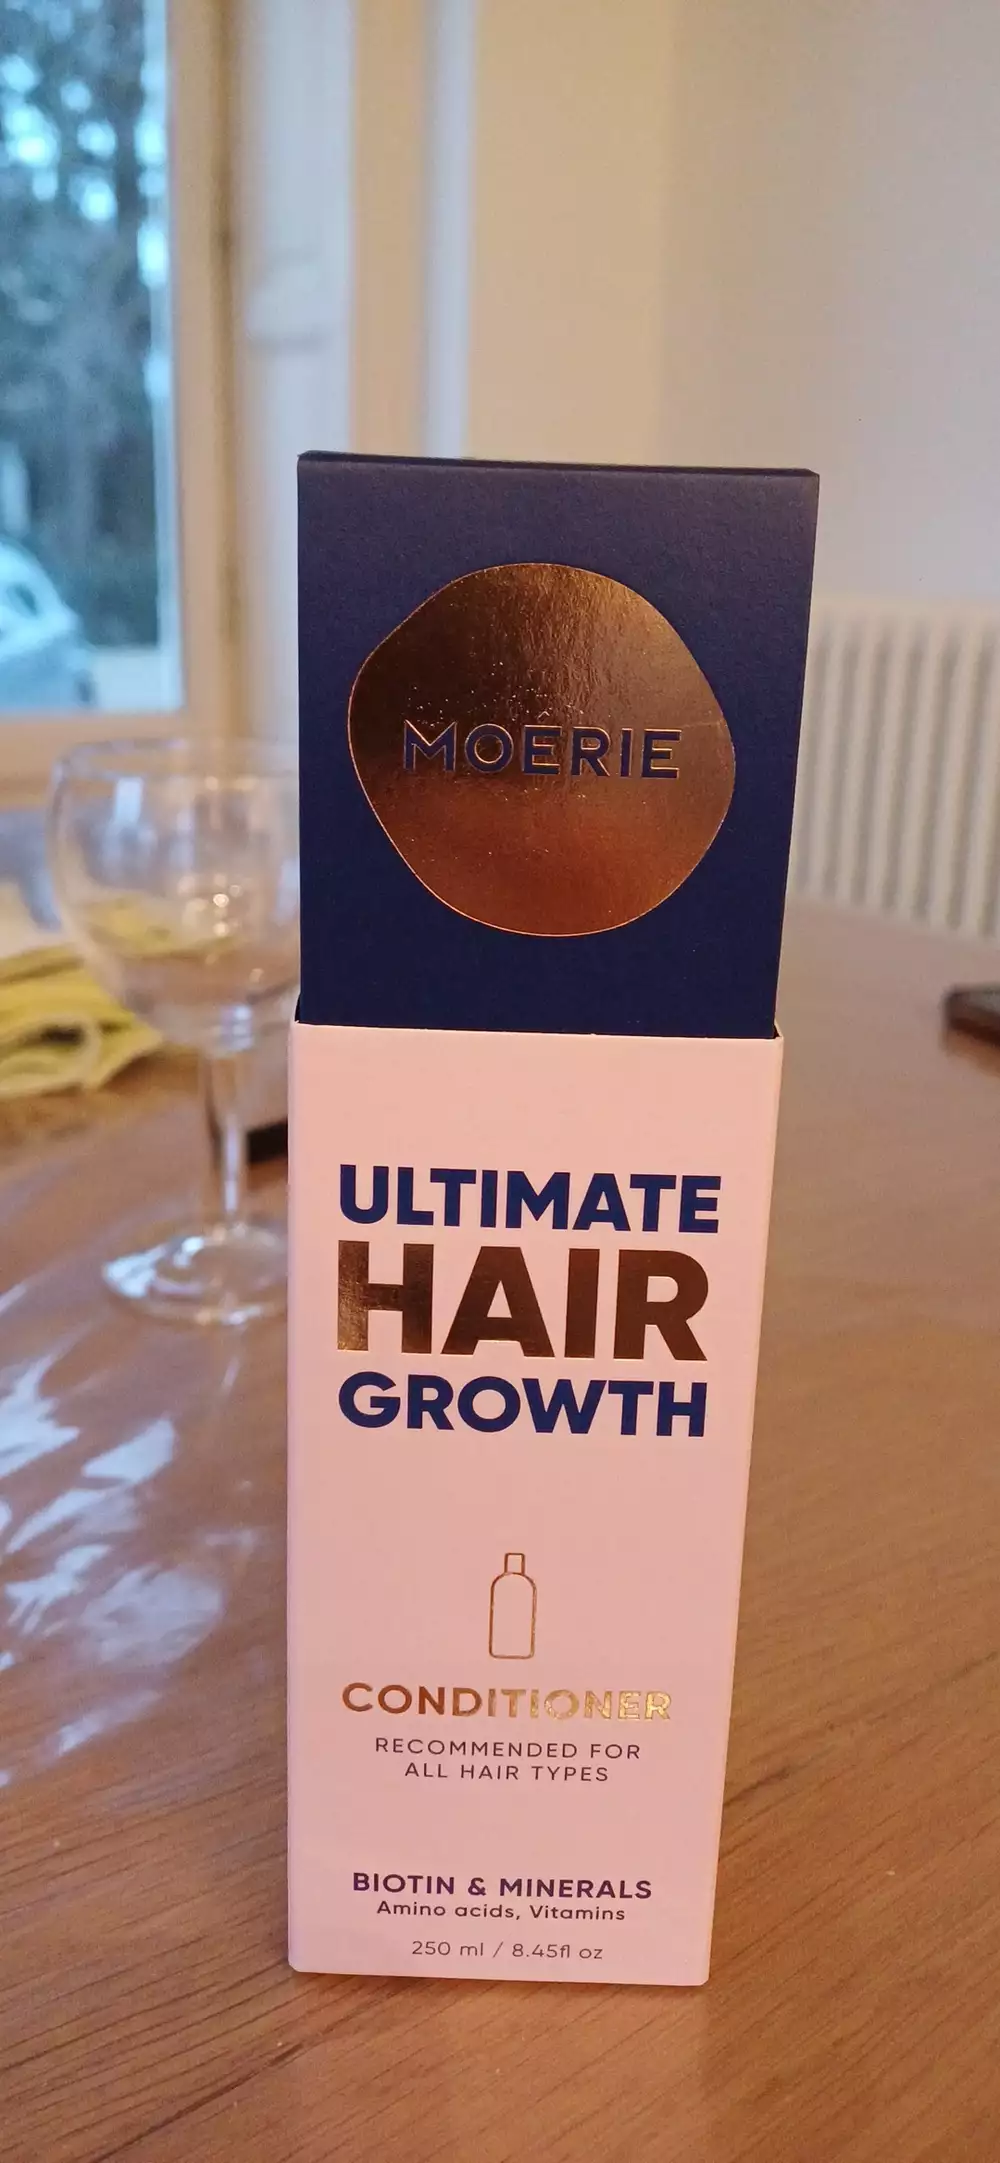 MOERIE
ULTIMATE
HAIR
GROWTH
CONDITIONER
RECOMMENDED FOR
ALL HAIR TYPES
BIOTIN & MINERALS
Amino acids, Vitamins
250 ml / 8.45fl oz